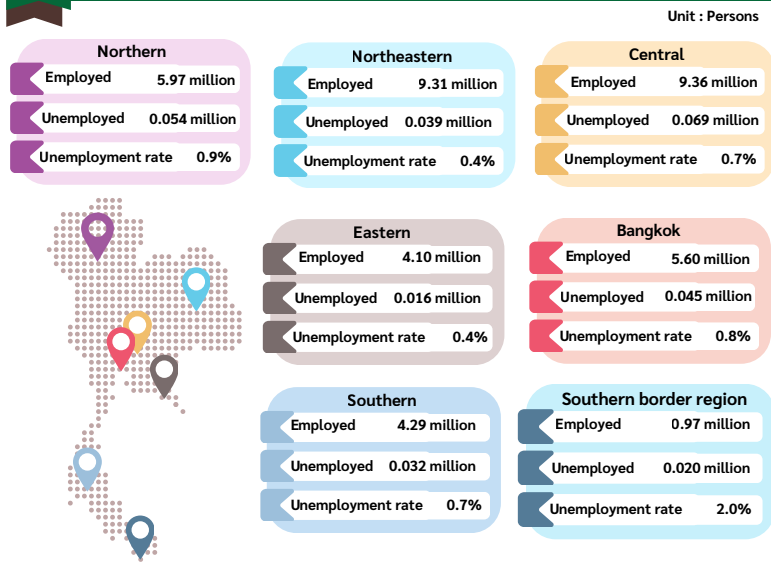 Unit : Persons
Northern
Employed 5.97 million
Unemployed 0.054 million
Unemployment rate 0.9%
Northeastern
Employed 9.31 million
Unemployed 0.039 million
Unemployment rate 0.4%
Central
Employed 9.36 million
Unemployed 0.069 million
Unemployment rate 0.7%
Eastern
Employed 4.10 million
Unemployed 0.016 million
Unemployment rate 0.4%
Bangkok
Employed 5.60 million
Unemployed 0.045 million
Unemployment rate 0.8%
Southern
Employed 4.29 million
Unemployed 0.032 million
Unemployment rate 0.7%
Southern border region
Employed 0.97 million
Unemployed 0.020 million
Unemployment rate 2.0%